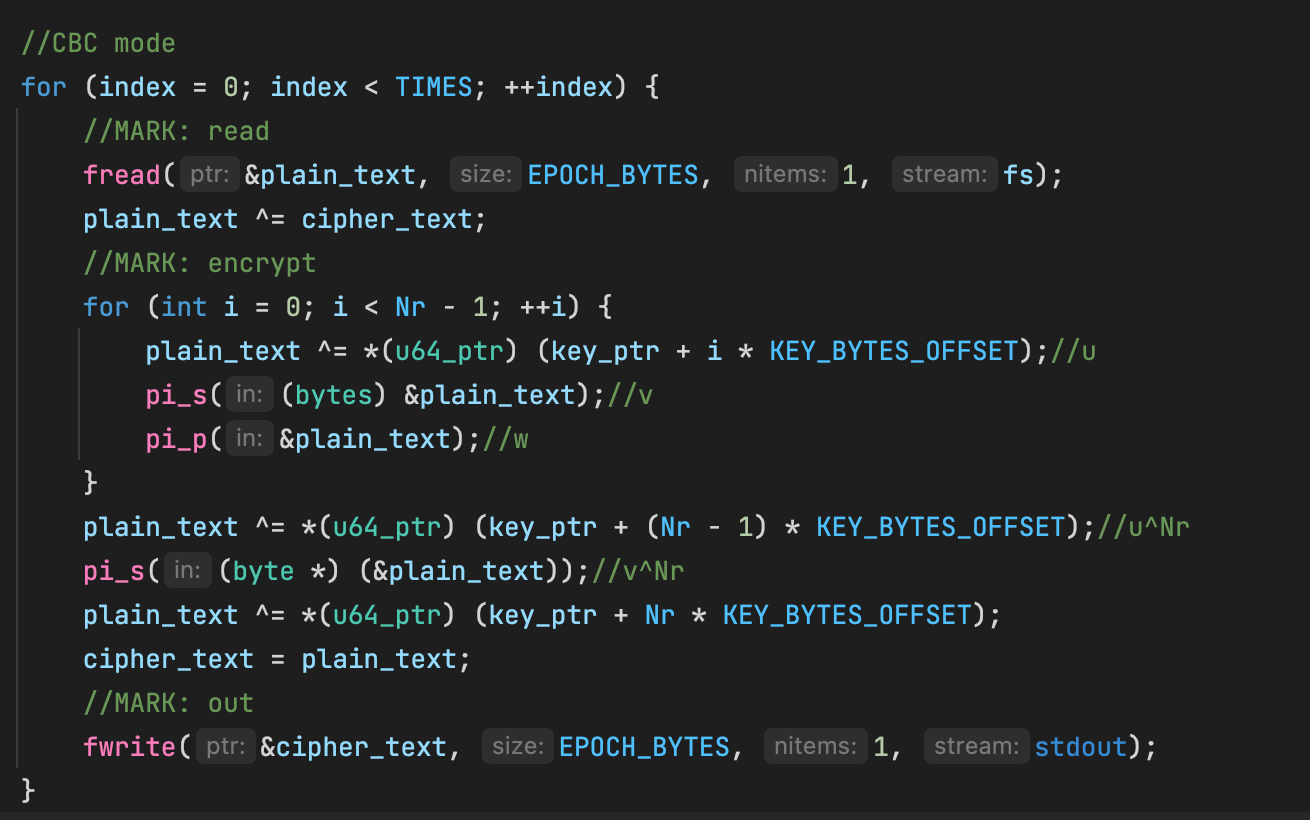 //CBC mode
for (index = 0; index < TIMES; ++index) {
    //MARK: read
    fread( ptr: &plain_text,  size: EPOCH_BYTES,  nitems: 1,  stream: fs);
    plain_text ^= cipher_text;
    //MARK: encrypt
    for (int i = 0; i < Nr - 1; ++i) {
        plain_text ^= *(u64_ptr) (key_ptr + i * KEY_BYTES_OFFSET);//u
        pi_s( in: (bytes) &plain_text);//v
        pi_p( in: &plain_text);//w
    }
    plain_text ^= *(u64_ptr) (key_ptr + (Nr - 1) * KEY_BYTES_OFFSET);//u^Nr
    pi_s( in: (byte *) (&plain_text));//v^Nr
    plain_text ^= *(u64_ptr) (key_ptr + Nr * KEY_BYTES_OFFSET);
    cipher_text = plain_text;
    //MARK: out
    fwrite( ptr: &cipher_text,  size: EPOCH_BYTES,  nitems: 1,  stream: stdout);
}